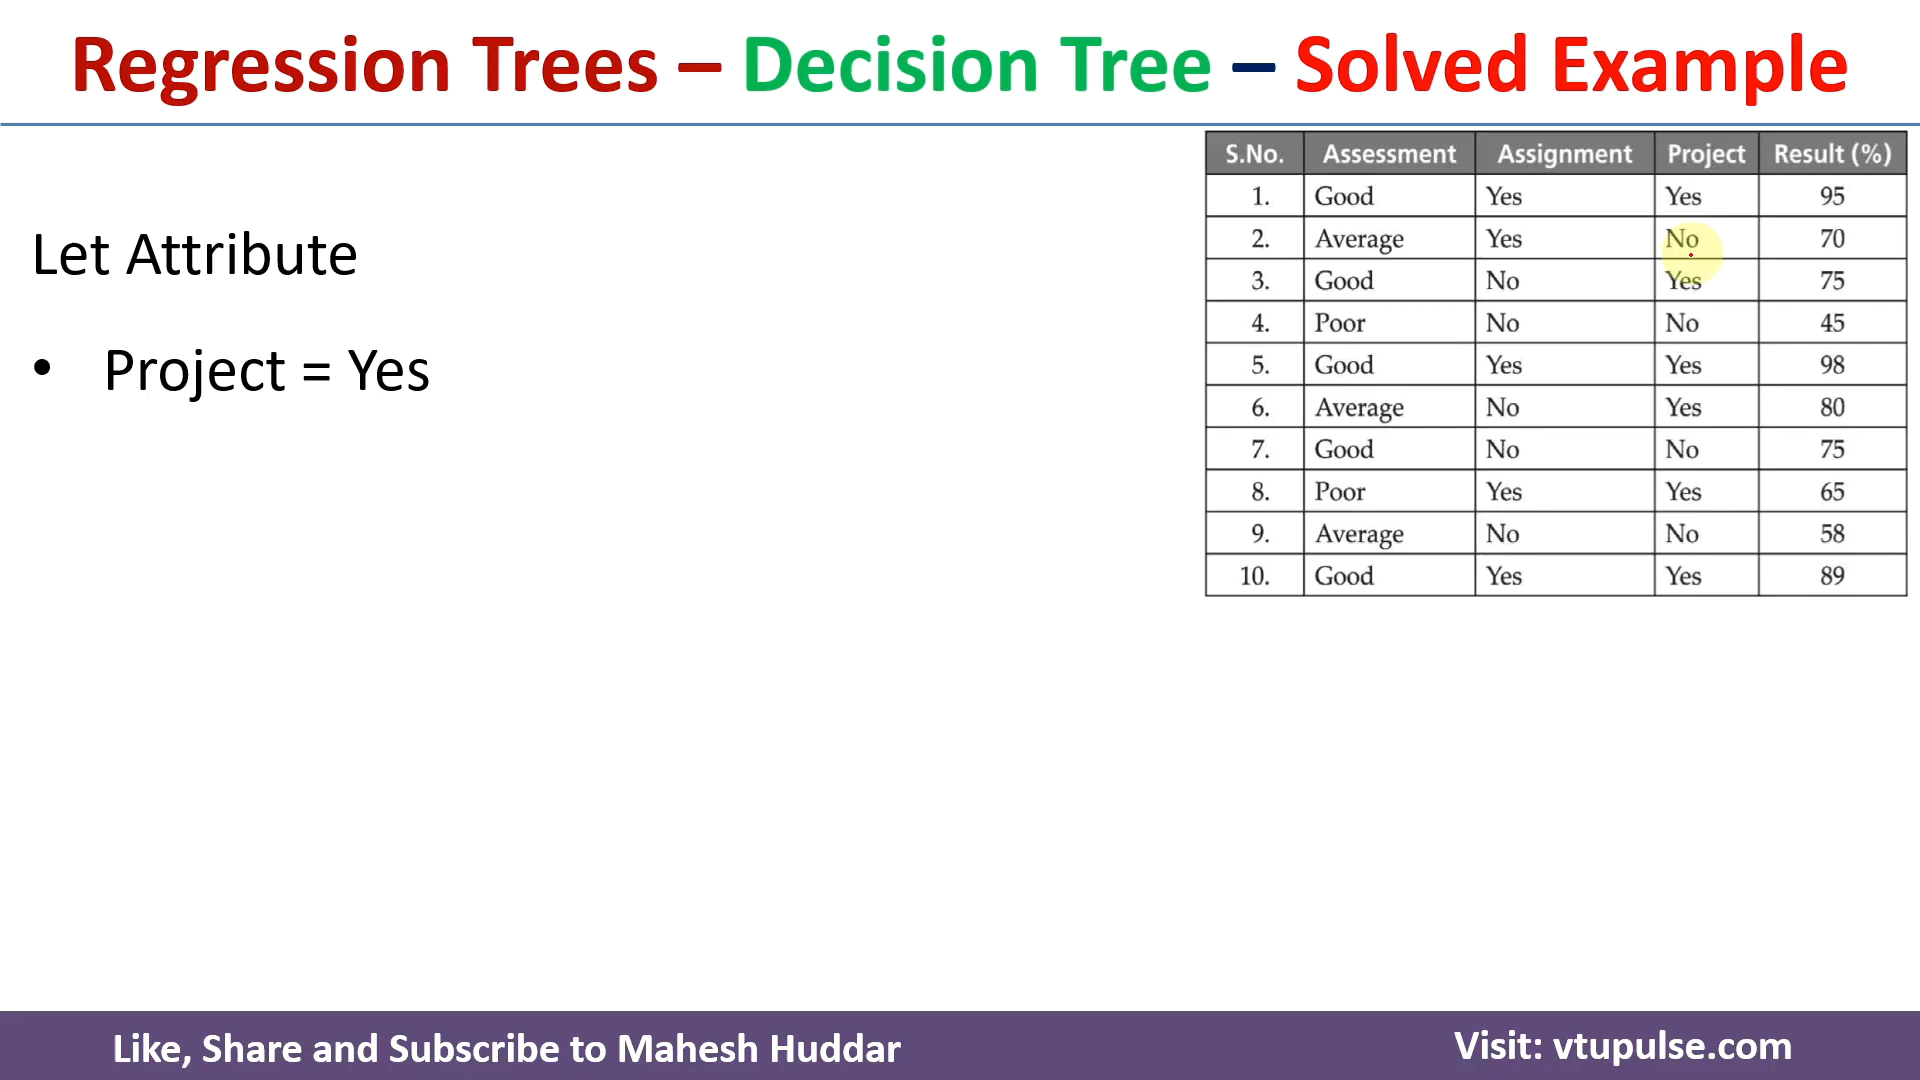 Regression Trees – Decision Tree – Solved Example
Let Attribute
• Project = Yes
S.No. Assessment Assignment Project Result (%)
1. Good Yes Yes 95
2. Average Yes No 70
3. Good No Yes 75
4. Poor No No 45
5. Good Yes Yes 98
6. Average No Yes 80
7. Good No No 75
8. Poor Yes Yes 65
9. Average No No 58
10. Good Yes Yes 89
Like, Share and Subscribe to Mahesh Huddar
Visit: vtupulse.com